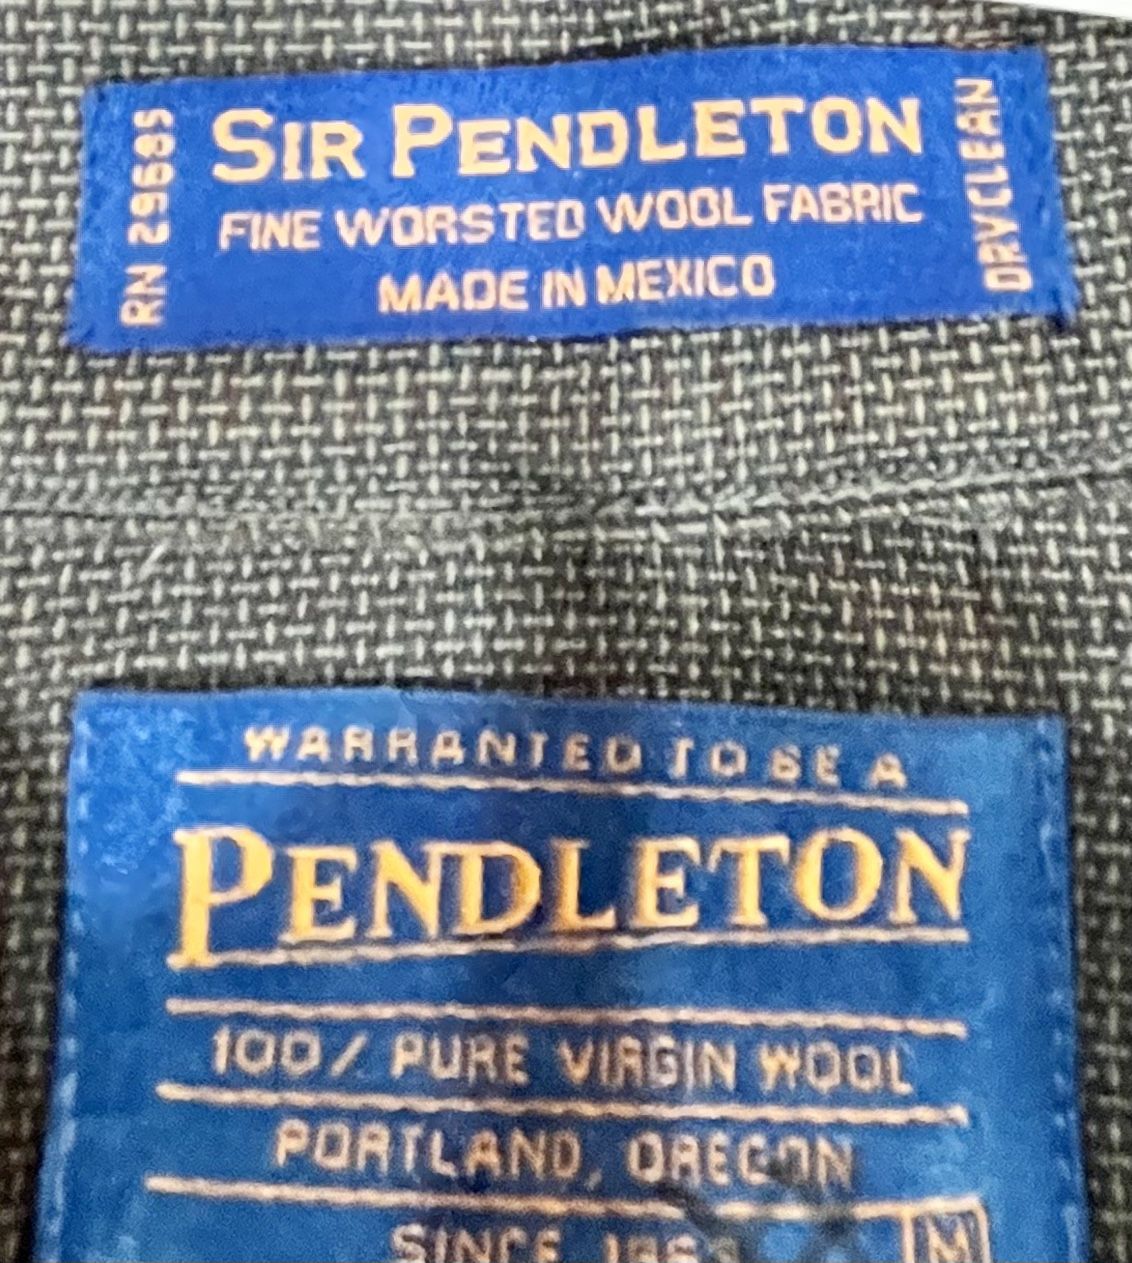 RN 29685
SIR PENDLETON
FINE WORSTED WOOL FABRIC
MADE IN MEXICO
DRYCLEAN
WARRANTED TO BE A
PENDLETON
100% PURE VIRGIN WOOL
PORTLAND, OREGON
SINCE
M